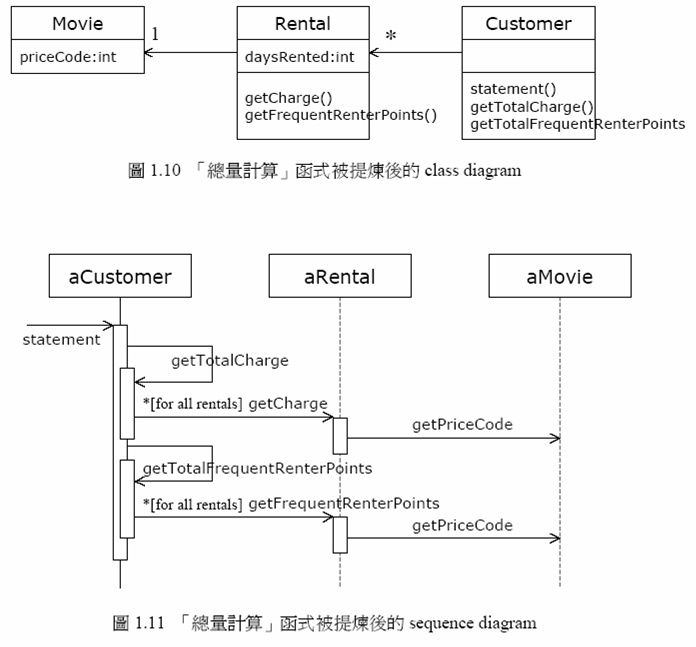 Movie
priceCode:int
1
Rental
daysRented:int
getCharge()
getFrequentRenterPoints()
*
Customer
statement()
getTotalCharge()
getTotalFrequentRenterPoints
圖 1.10 「總量計算」函式被提煉後的 class diagram
aCustomer
aRental
aMovie
statement
getTotalCharge
*[for all rentals] getCharge
getPriceCode
getTotalFrequentRenterPoints
*[for all rentals] getFrequentRenterPoints
getPriceCode
圖 1.11 「總量計算」函式被提煉後的 sequence diagram